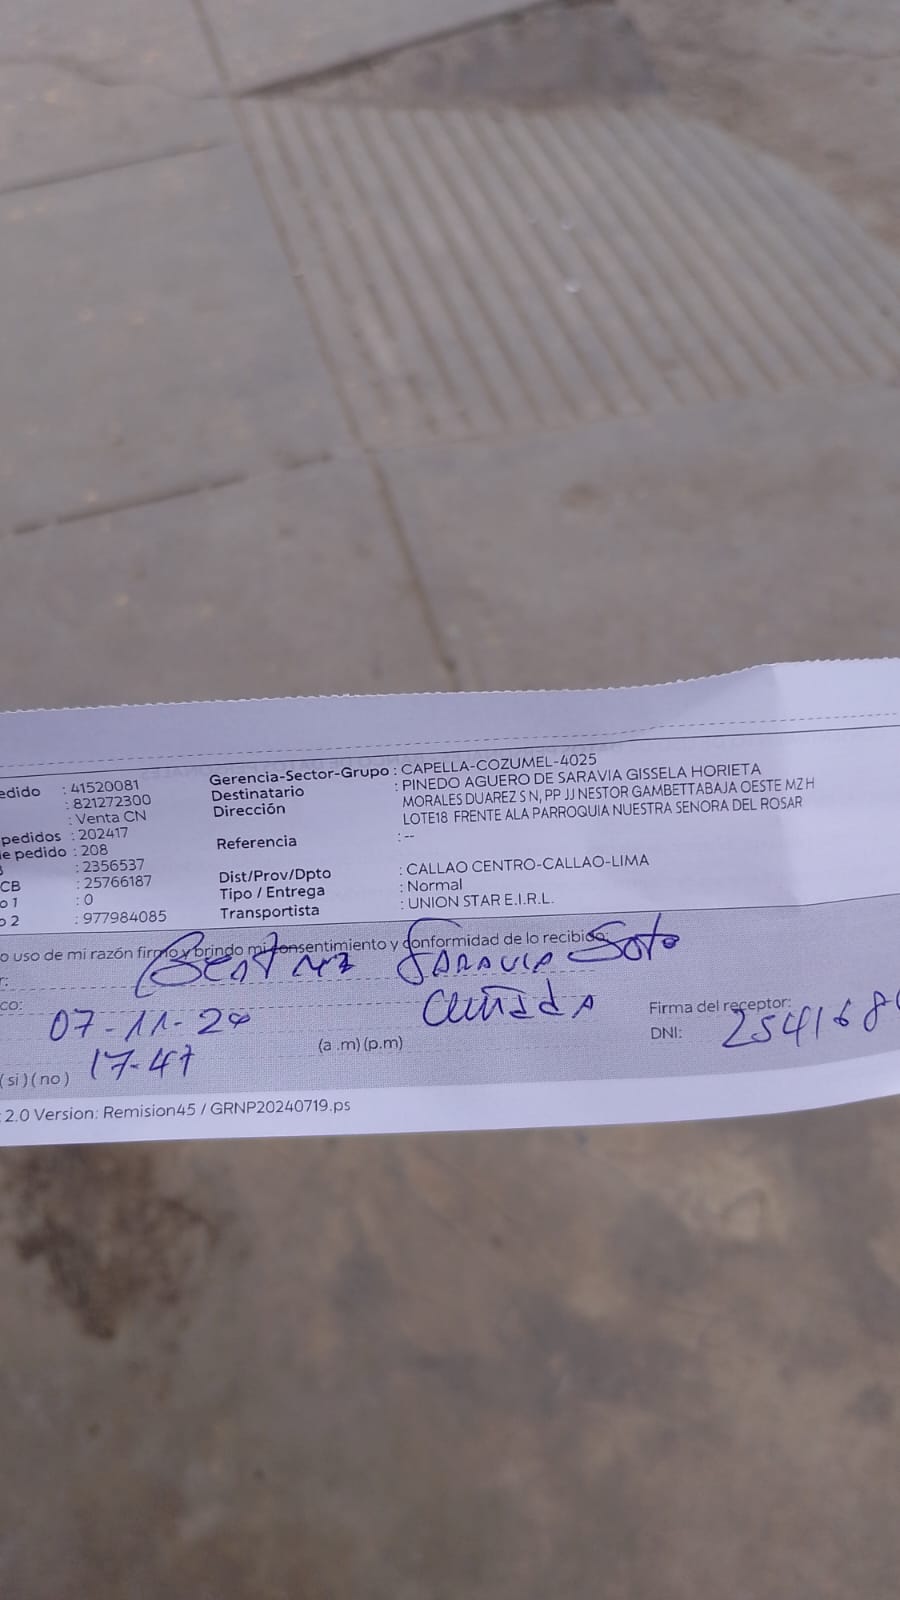 edido : 41520081
: 821272300
: Venta CN
pedidos : 202417
e pedido : 208
: 2356537
CB : 25766187
o 1 : 0
o 2 : 977984085
Gerencia-Sector-Grupo : CAPELLA-COZUMEL-4025
Destinatario : PINEDO AGUERO DE SARAVIA GISSELA HORIETA
Dirección MORALES DUAREZ S N, PP JJ NESTOR GAMBETTABAJA OESTE MZ H
LOTE18 FRENTE ALA PARROQUIA NUESTRA SENORA DEL ROSAR
Referencia : --
Dist/Prov/Dpto : CALLAO CENTRO-CALLAO-LIMA
Tipo / Entrega : Normal
Transportista : UNION STAR E.I.R.L.
o uso de mi razón firmo y brindo mi consentimiento y conformidad de lo recibido:
r: Beatriz SARAVIA Soto
co: Cuñada
07-11-24
Firma del receptor:
(si)(no) 17-47 (a .m) (p.m) DNI: 254168
2.0 Version: Remision45 / GRNP20240719.ps